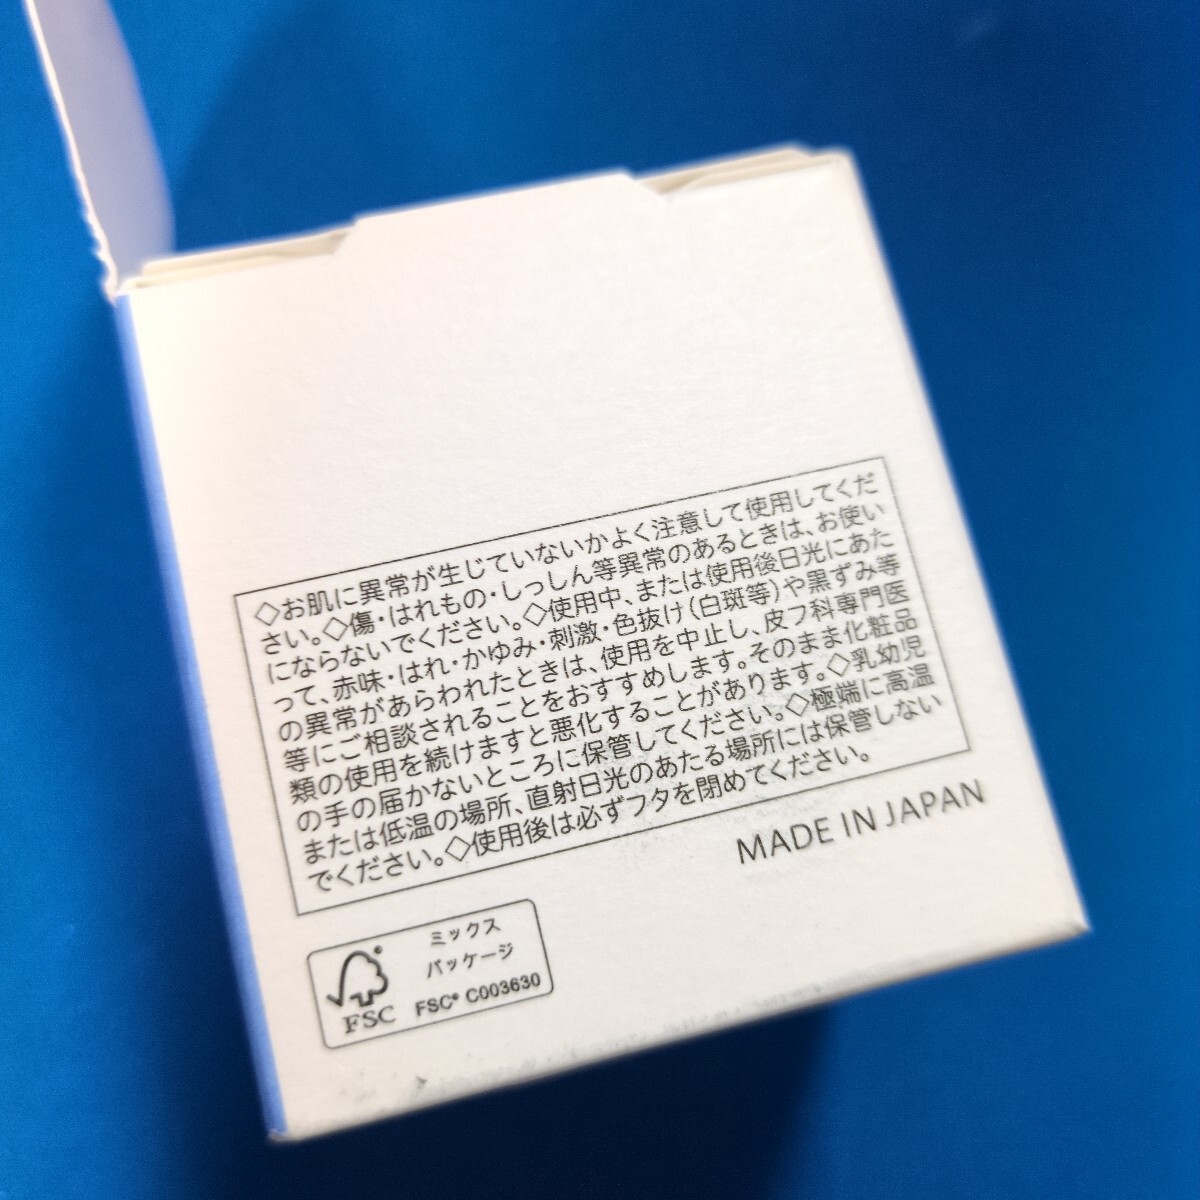 ◇お肌に異常が生じていないかよく注意して使用してくだ
さい。◇傷・はれもの・しっしん等異常のあるときは、お使い
にならないでください。◇使用中、または使用後日光にあた
って、赤味・はれ・かゆみ・刺激・色抜け(白斑等)や黒ずみ等
の異常があらわれたときは、使用を中止し、皮フ科専門医
等にご相談されることをおすすめします。そのまま化粧品
類の使用を続けますと悪化することがあります。◇乳幼児
の手の届かないところに保管してください。◇極端に高温
または低温の場所、直射日光のあたる場所には保管しない
でください。◇使用後は必ずフタを閉めてください。
MADE IN JAPAN
ミックス
パッケージ
FSC® C003630
FSC